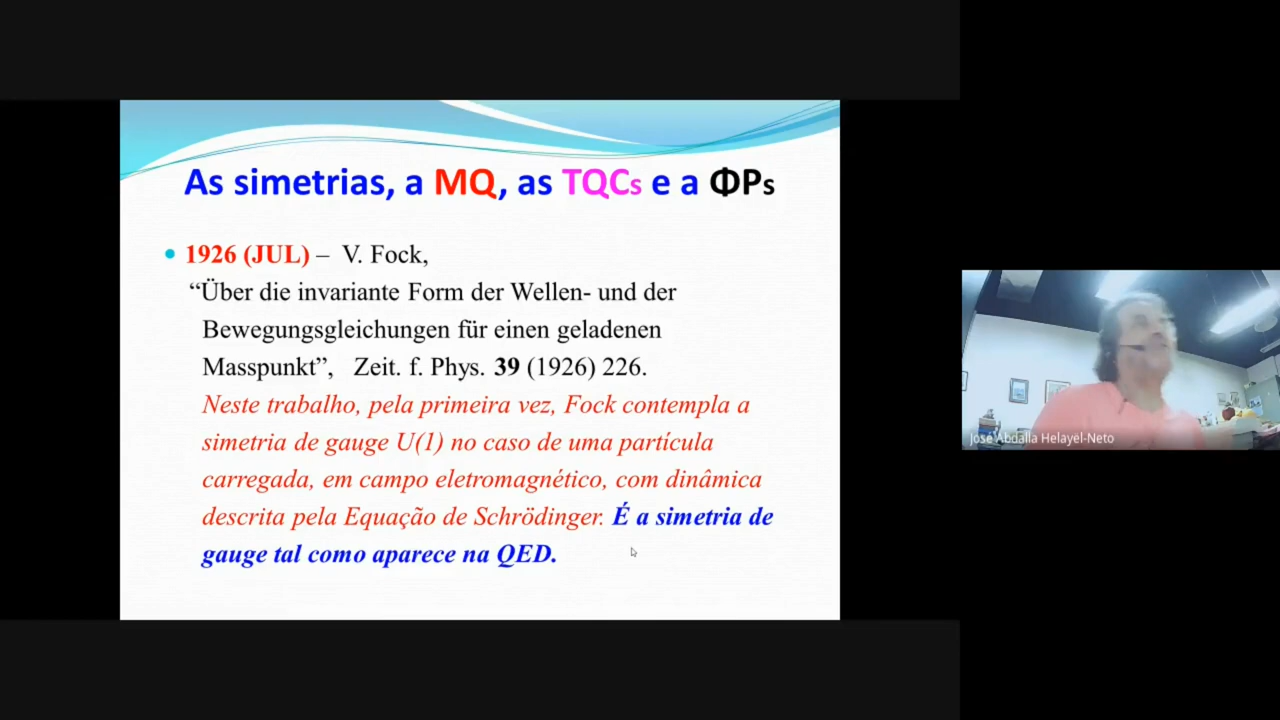 As simetrias, a MQ, as TQCs e a ΦPs
1926 (JUL) – V. Fock,
“Über die invariante Form der Wellen- und der
Bewegungsgleichungen für einen geladenen
Masspunkt”, Zeit. f. Phys. 39 (1926) 226.
Neste trabalho, pela primeira vez, Fock contempla a
simetria de gauge U(1) no caso de uma partícula
carregada, em campo eletromagnético, com dinâmica
descrita pela Equação de Schrödinger. É a simetria de
gauge tal como aparece na QED.
José Abdalla Helayel-Neto